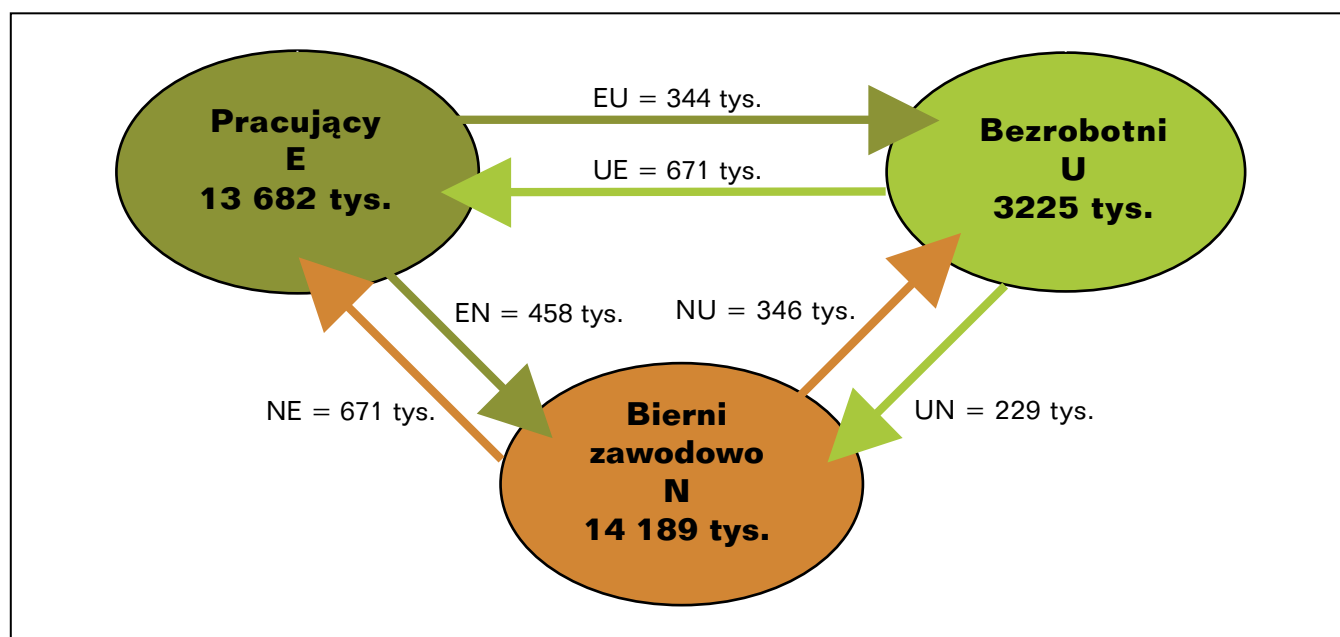 Pracujący
E
13 682 tys.
EU = 344 tys.
UE = 671 tys.
Bezrobotni
U
3225 tys.
EN = 458 tys.
NU = 346 tys.
NE = 671 tys.
UN = 229 tys.
Bierni
zawodowo
N
14 189 tys.